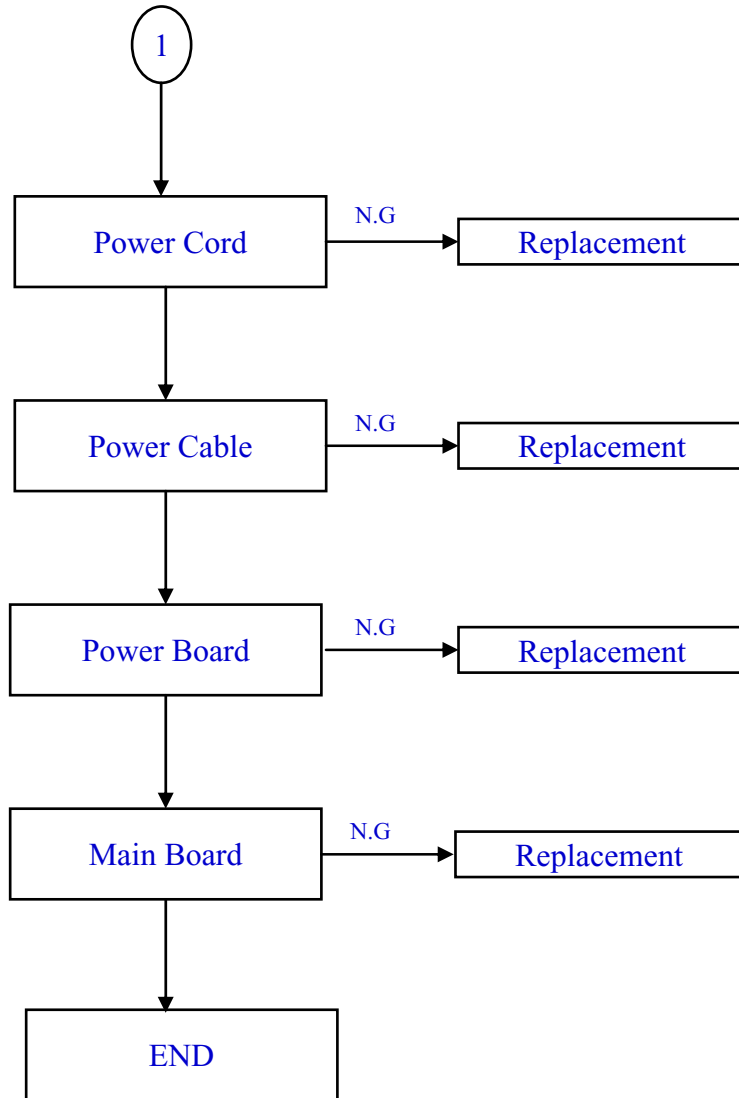 1
Power Cord
N.G
Replacement
Power Cable
N.G
Replacement
Power Board
N.G
Replacement
Main Board
N.G
Replacement
END